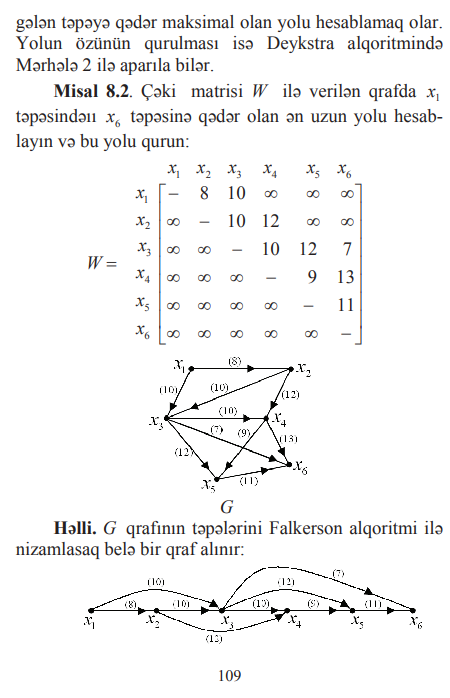 gələn təpəyə qədər maksimal olan yolu hesablamaq olar.
Yolun özünün qurulması isə Deykstra alqoritmində
Mərhələ 2 ilə aparıla bilər.
Misal 8.2. Çəki matrisi W ilə verilən qrafda x₁
təpəsindən x₆ təpəsinə qədər olan ən uzun yolu hesab-
layın və bu yolu qurun:
x₁ x₂ x₃ x₄ x₅ x₆
x₁ – 8 10 ∞ ∞ ∞
x₂ ∞ – 10 12 ∞ ∞
x₃ ∞ ∞ – 10 12 7
W =
x₄ ∞ ∞ ∞ – 9 13
x₅ ∞ ∞ ∞ ∞ – 11
x₆ ∞ ∞ ∞ ∞ ∞ –
x₁ (8) x₂
(10) (10) (12)
x₃ (10) x₄
(7) (9) (13)
(12) x₆
x₅ (11)
G
Həlli. G qrafının təpələrini Falkerson alqoritmi ilə
nizamlasaq belə bir qraf alınır:
(10) (12) (7)
(8) (10) (10) (9) (11)
x₁ x₂ x₃ x₄ x₅ x₆
(12)
109